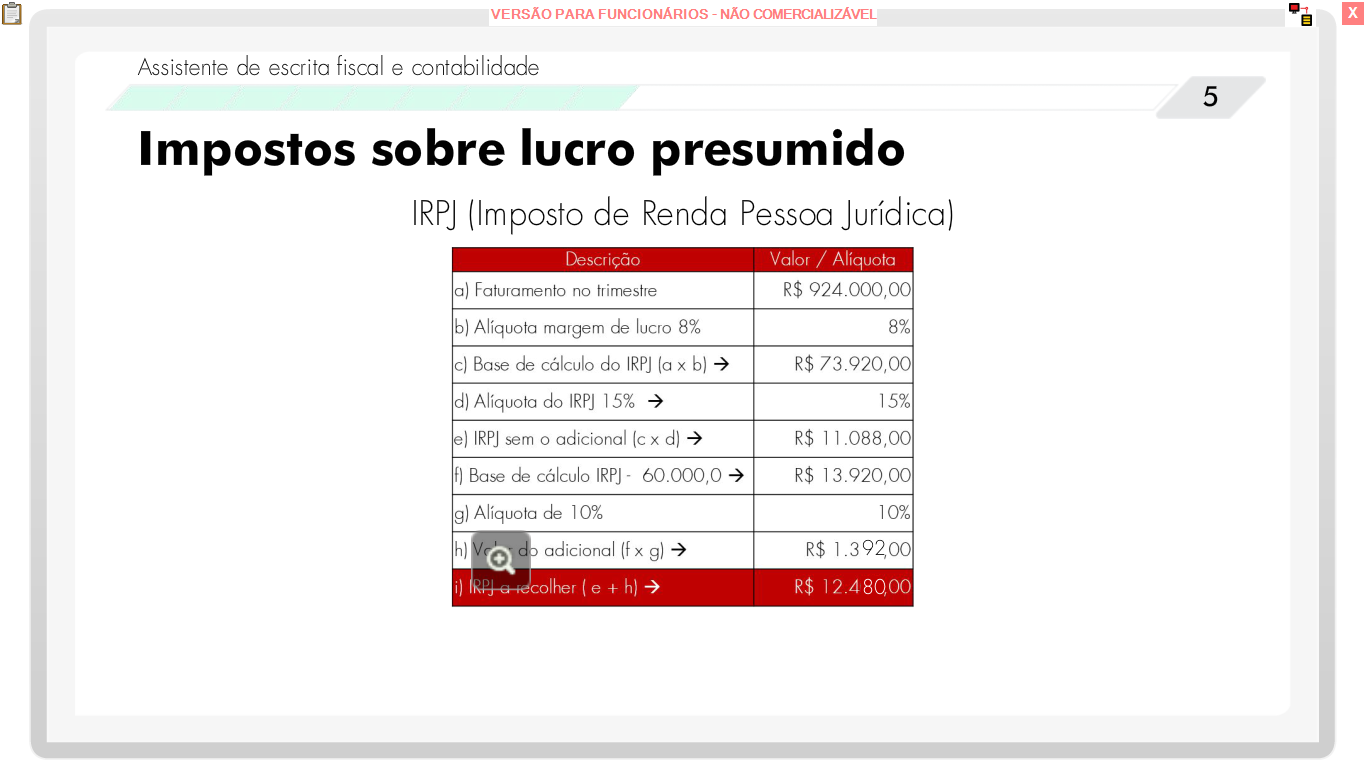 VERSÃO PARA FUNCIONÁRIOS - NÃO COMERCIALIZÁVEL
X
Assistente de escrita fiscal e contabilidade
5
Impostos sobre lucro presumido
IRPJ (Imposto de Renda Pessoa Jurídica)
Descrição Valor / Alíquota
a) Faturamento no trimestre R$ 924.000,00
b) Alíquota margem de lucro 8% 8%
c) Base de cálculo do IRPJ (a x b) → R$ 73.920,00
d) Alíquota do IRPJ 15% → 15%
e) IRPJ sem o adicional (c x d) → R$ 11.088,00
f) Base de cálculo IRPJ - 60.000,0 → R$ 13.920,00
g) Alíquota de 10% 10%
h) Valor do adicional (f x g) → R$ 1.392,00
i) IRPJ a recolher ( e + h) → R$ 12.480,00